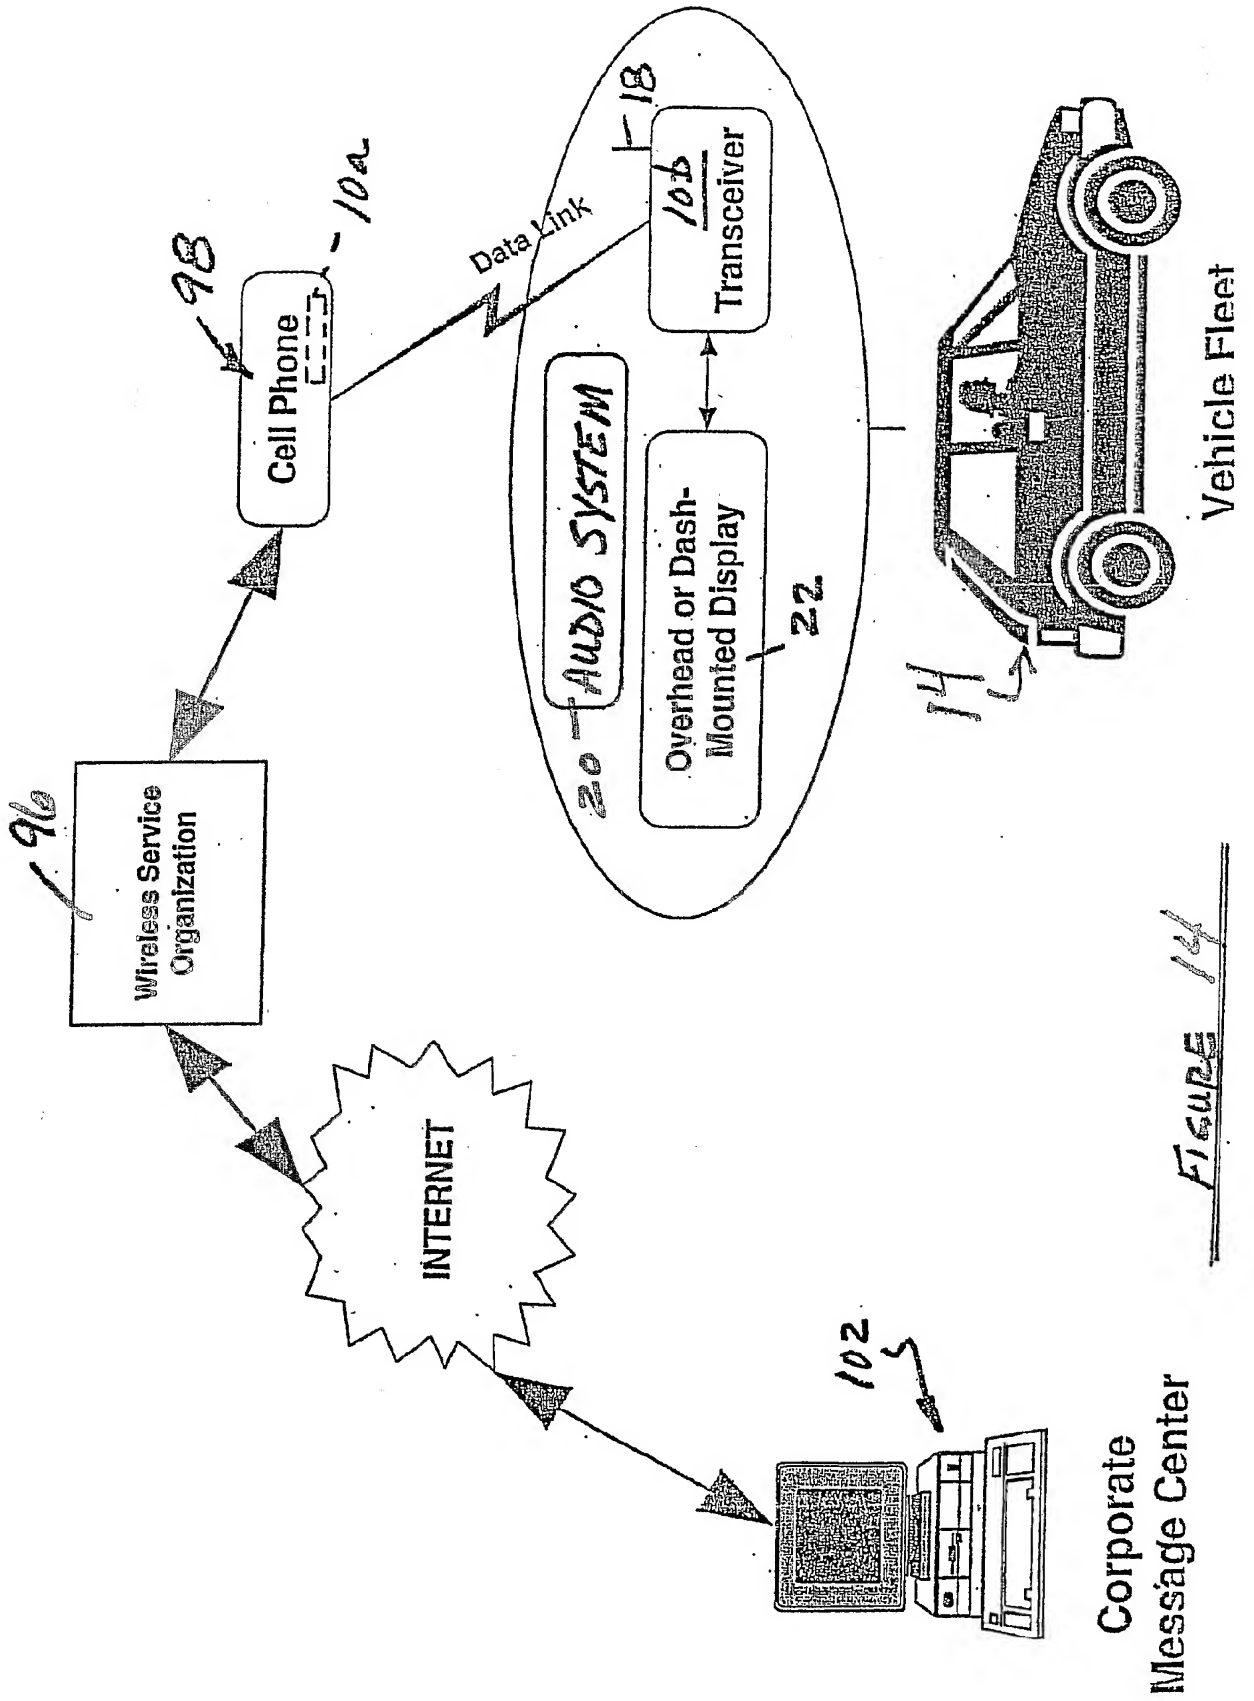 96
Wireless Service
Organization
98
Cell Phone
10a
INTERNET
Data Link
18
20
AUDIO SYSTEM
10b
Transceiver
Overhead or Dash-
Mounted Display
22
102
14
Corporate
Message Center
Vehicle Fleet
FIGURE 14